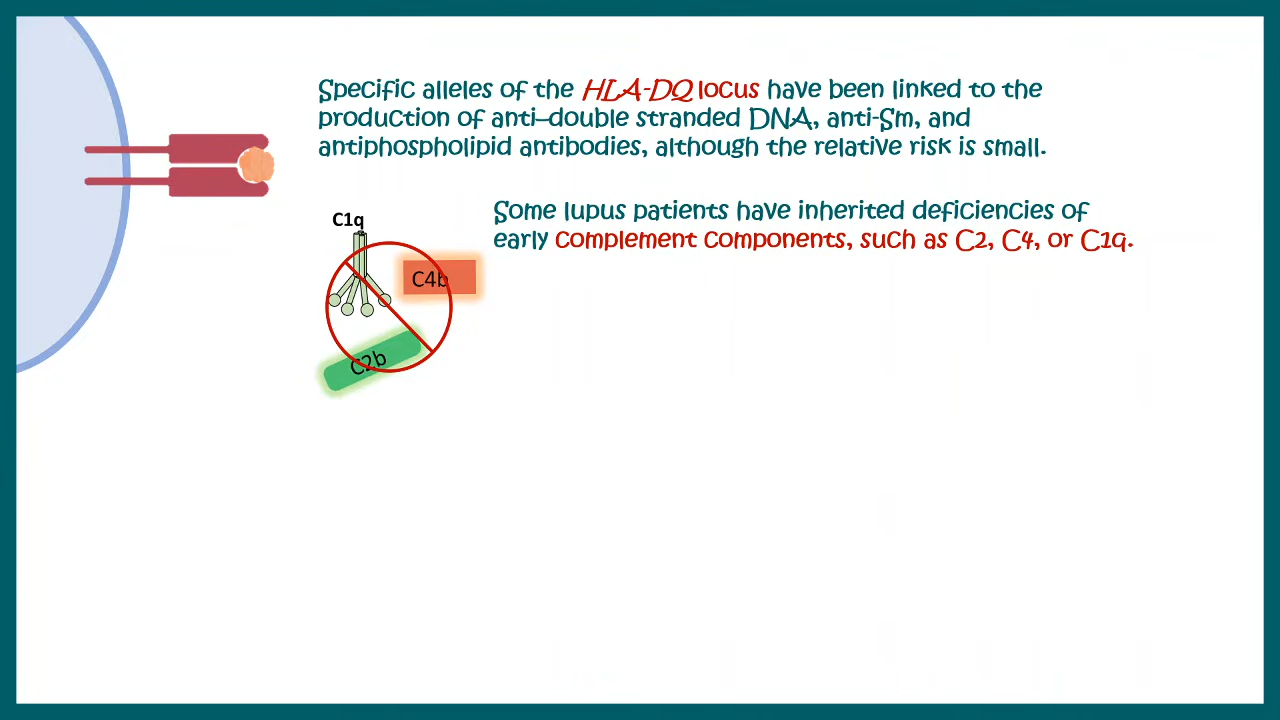 Specific alleles of the HLA-DQ locus have been linked to the
production of anti–double stranded DNA, anti-Sm, and
antiphospholipid antibodies, although the relative risk is small.
Some lupus patients have inherited deficiencies of
early complement components, such as C2, C4, or C1q.
C1q
C4b
C2b